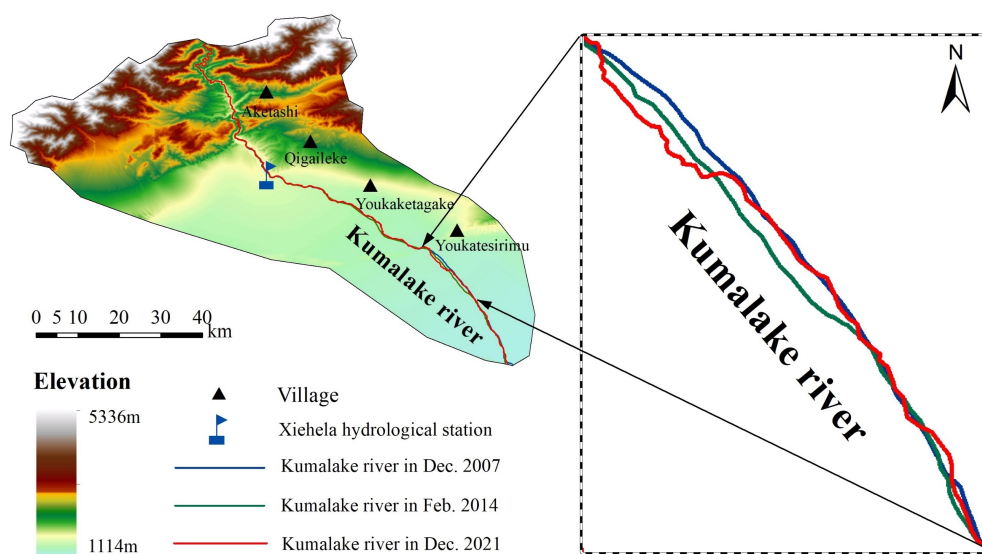 Aketashi
Qigaileke
Youkaketagake
Youkatesirimu
Kumalake river
0 5 10 20 30 40
km
Elevation
5336m
1114m
Village
Xiehela hydrological station
Kumalake river in Dec. 2007
Kumalake river in Feb. 2014
Kumalake river in Dec. 2021
N
Kumalake river